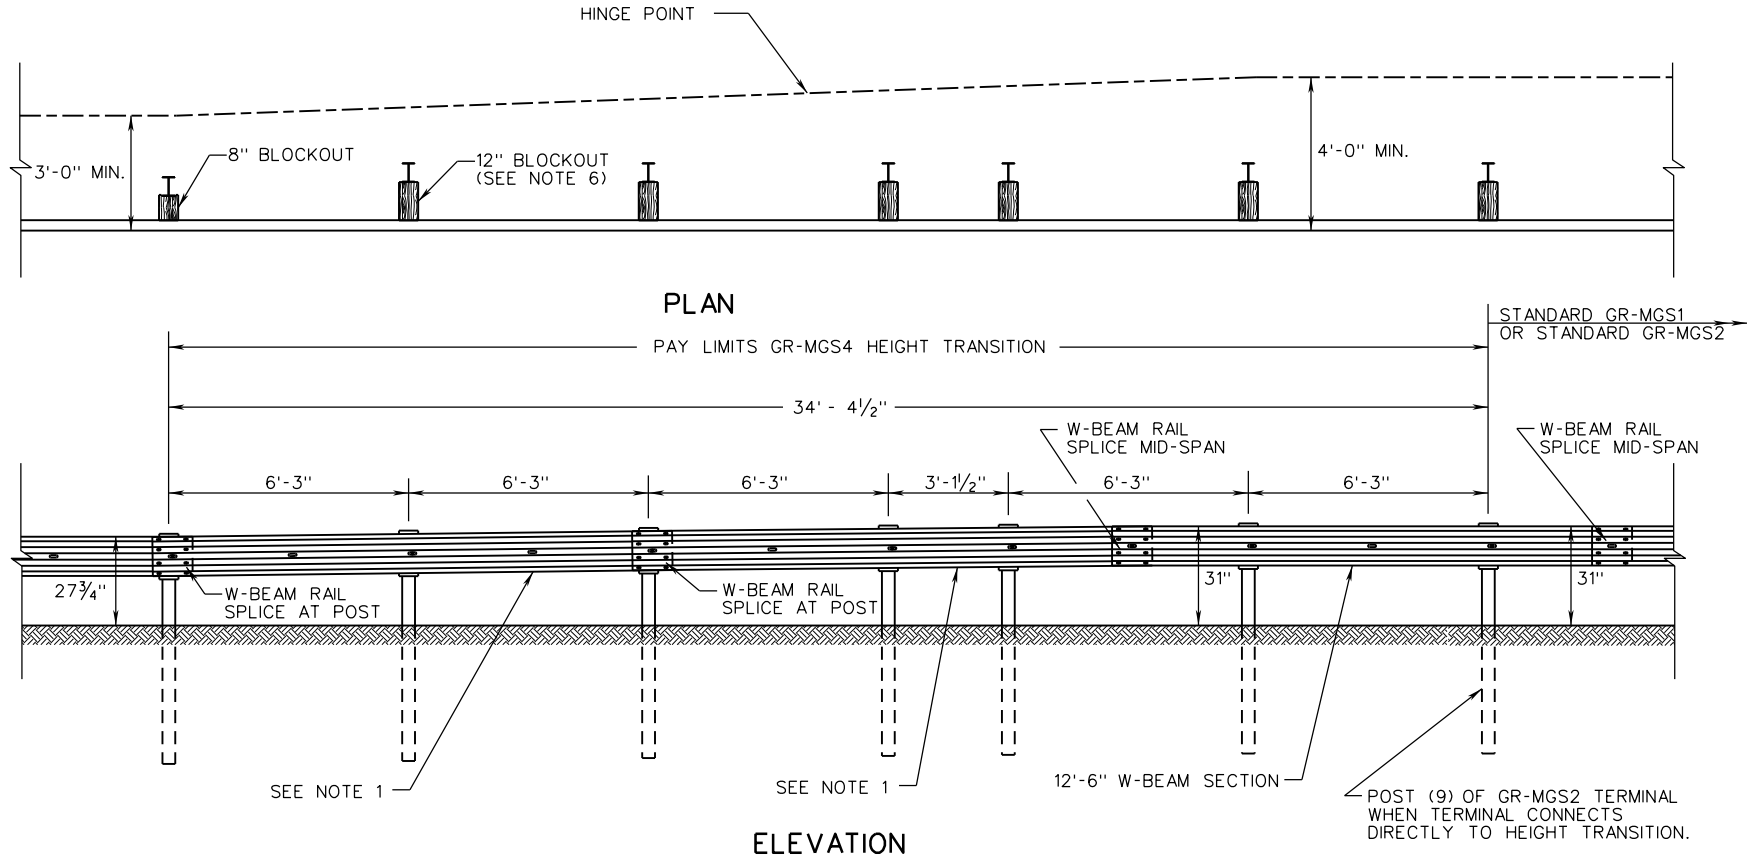 HINGE POINT
8" BLOCKOUT
3'-0" MIN.
12" BLOCKOUT
(SEE NOTE 6)
4'-0" MIN.
PLAN
STANDARD GR-MGS1
OR STANDARD GR-MGS2
PAY LIMITS GR-MGS4 HEIGHT TRANSITION
34' - 4½"
W-BEAM RAIL
SPLICE MID-SPAN
W-BEAM RAIL
SPLICE MID-SPAN
6'-3"
6'-3"
6'-3"
3'-1½"
6'-3"
6'-3"
27¾"
W-BEAM RAIL
SPLICE AT POST
W-BEAM RAIL
SPLICE AT POST
31"
31"
SEE NOTE 1
SEE NOTE 1
12'-6" W-BEAM SECTION
POST (9) OF GR-MGS2 TERMINAL
WHEN TERMINAL CONNECTS
DIRECTLY TO HEIGHT TRANSITION.
ELEVATION